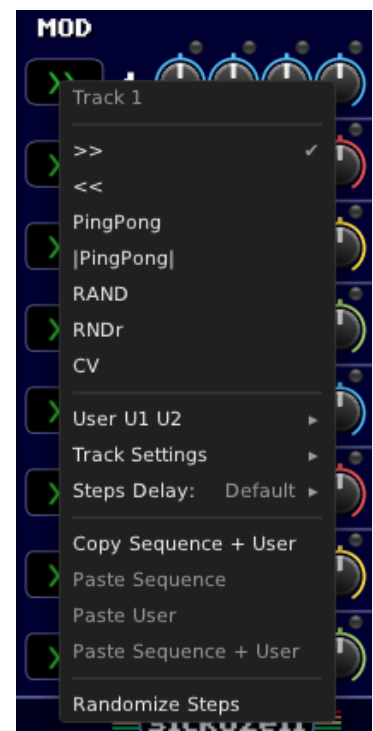 MOD
>>
Track 1
>> ✔
<<
PingPong
|PingPong|
RAND
RNDr
CV
User U1 U2 ▸
Track Settings ▸
Steps Delay: Default ▸
Copy Sequence + User
Paste Sequence
Paste User
Paste Sequence + User
Randomize Steps